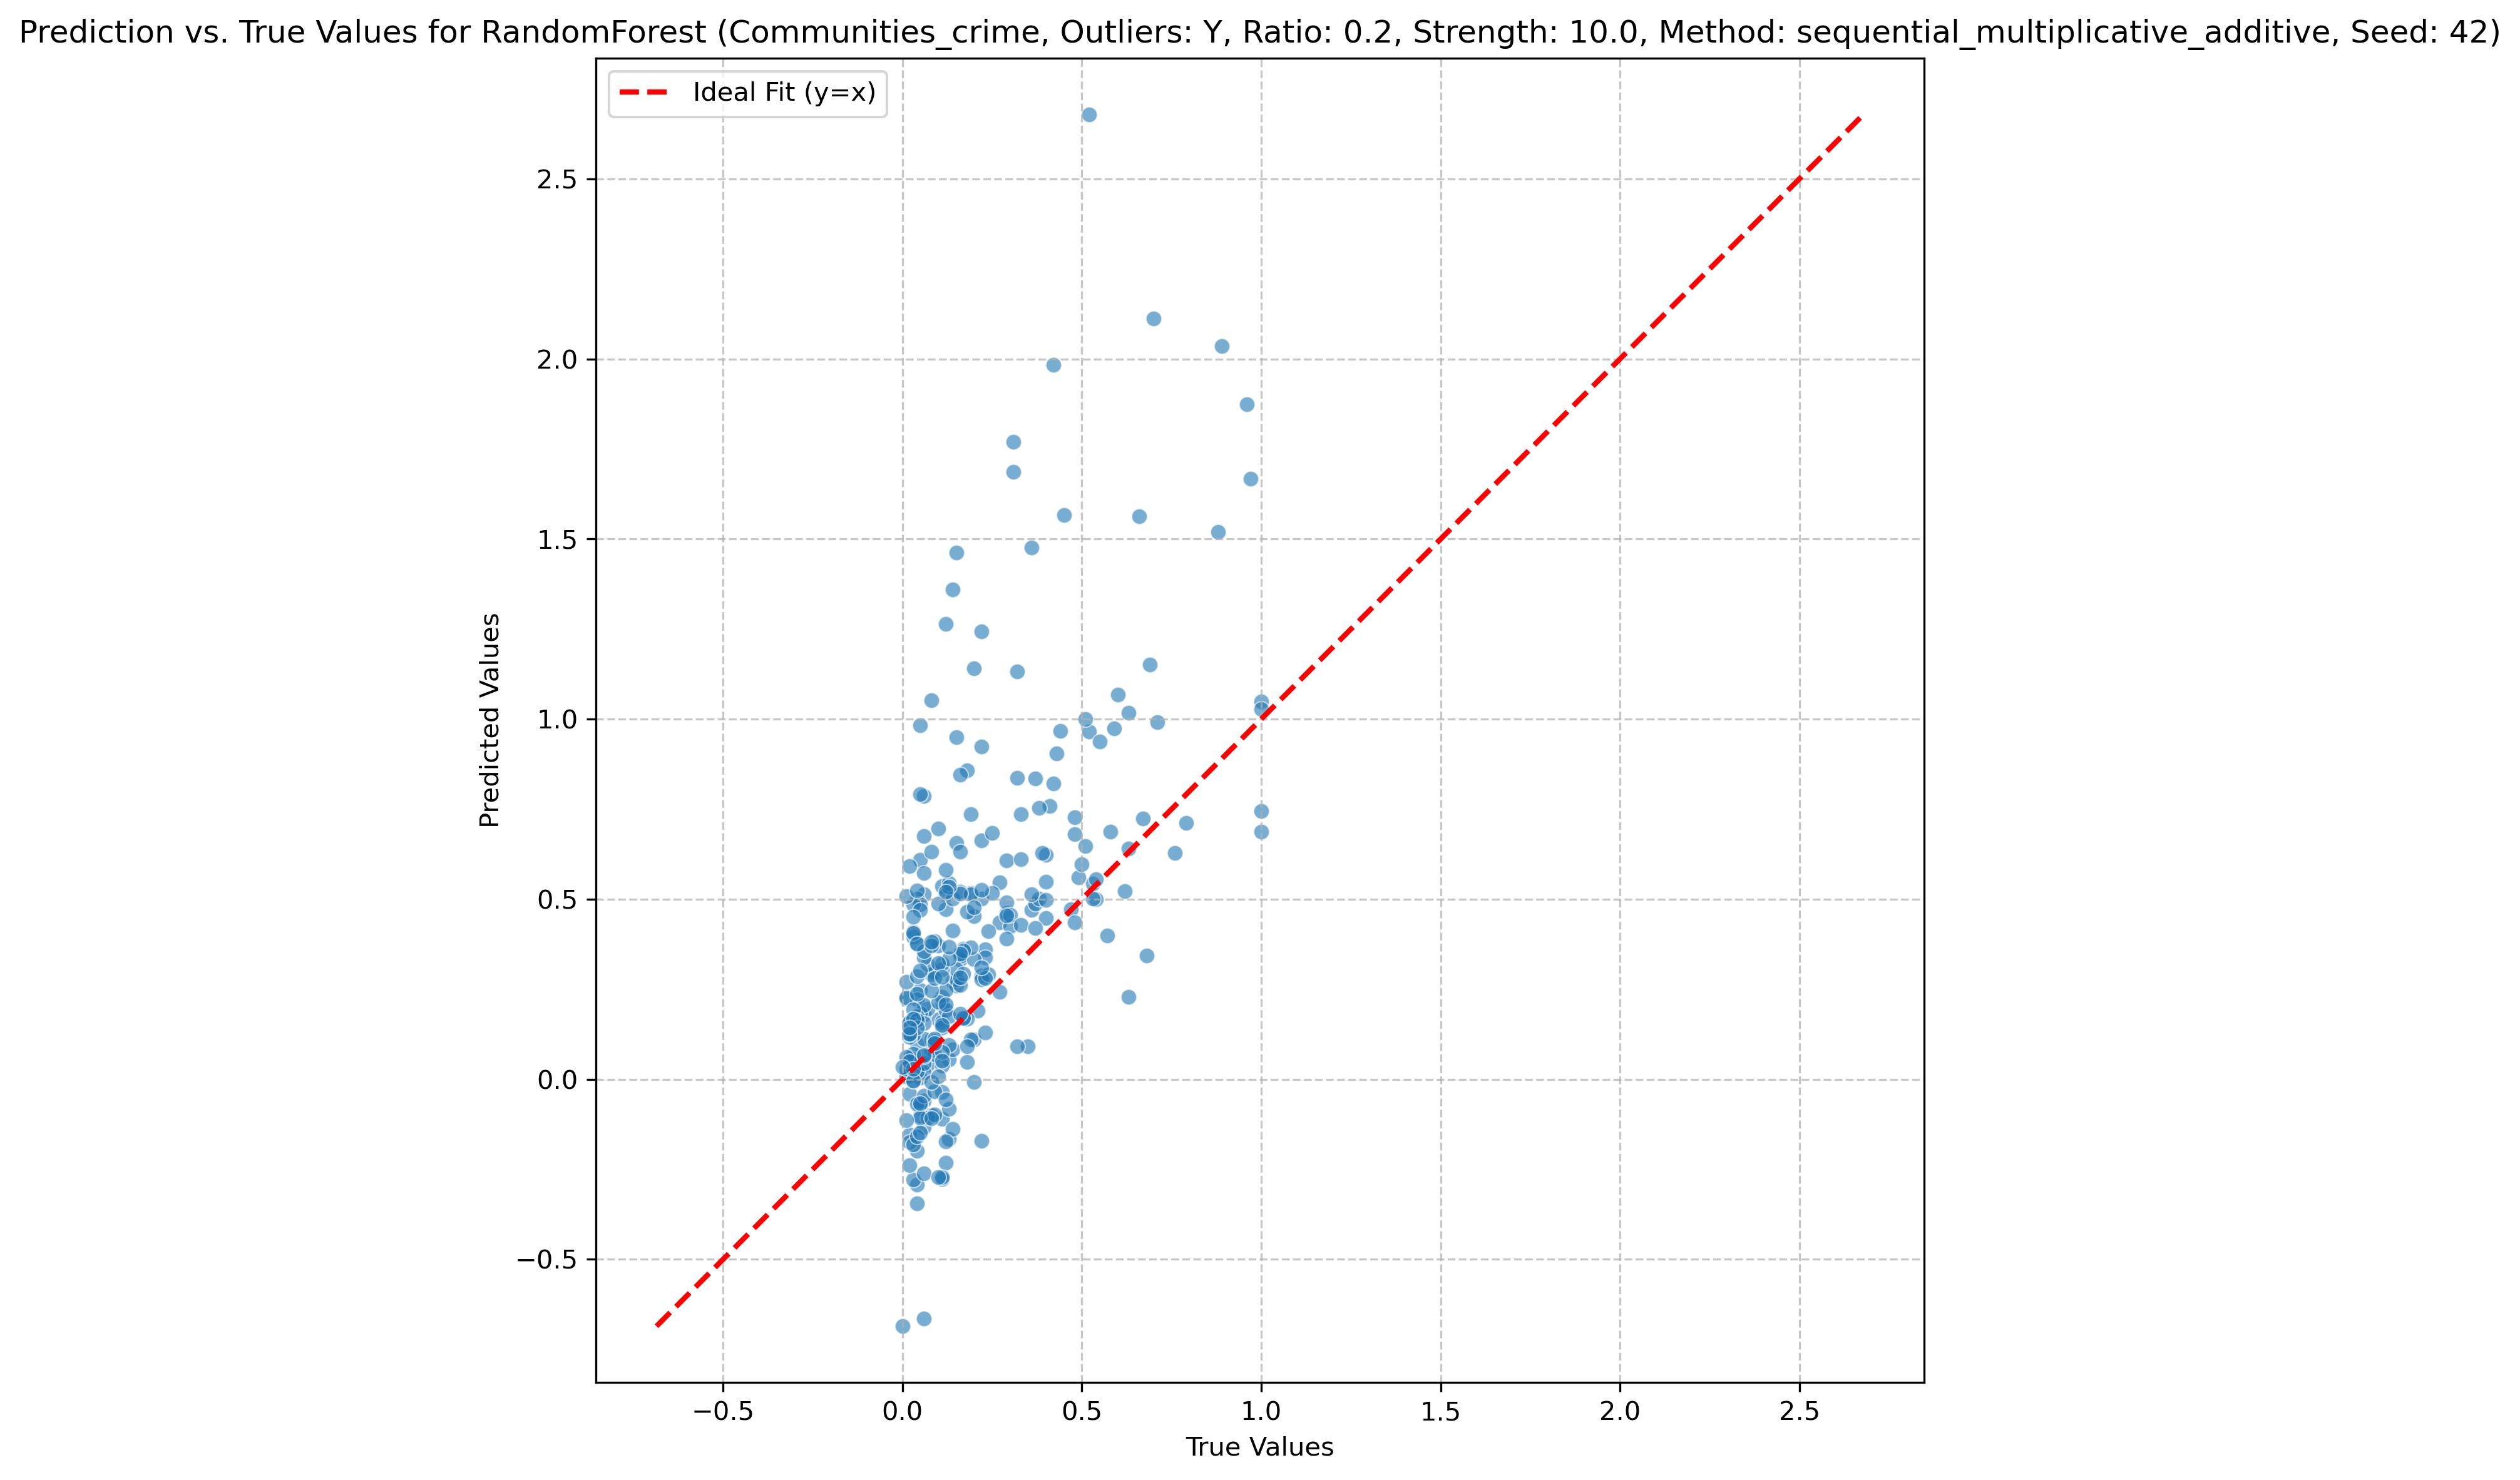 Prediction vs. True Values for RandomForest (Communities_crime, Outliers: Y, Ratio: 0.2, Strength: 10.0, Method: sequential_multiplicative_additive, Seed: 42)
Ideal Fit (y=x)
Predicted Values
2.5
2.0
1.5
1.0
0.5
0.0
−0.5
−0.5 0.0 0.5 1.0 1.5 2.0 2.5
True Values